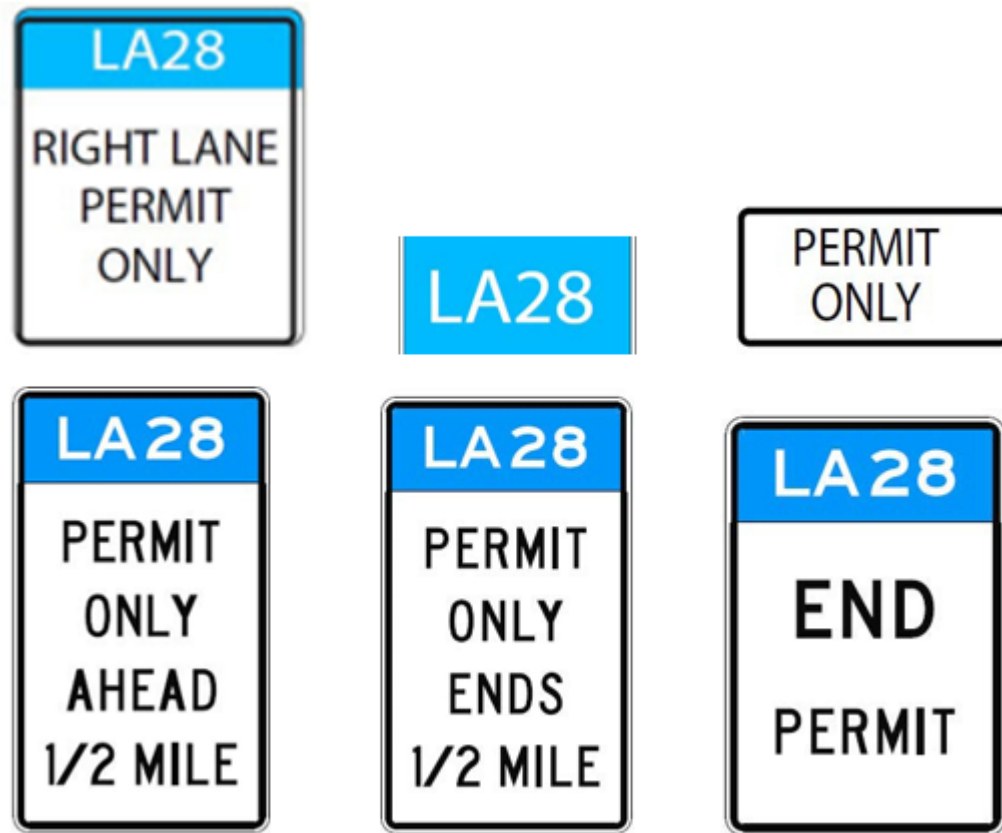 LA28
RIGHT LANE
PERMIT
ONLY
LA28
PERMIT
ONLY
LA28
PERMIT
ONLY
AHEAD
1/2 MILE
LA28
PERMIT
ONLY
ENDS
1/2 MILE
LA28
END
PERMIT